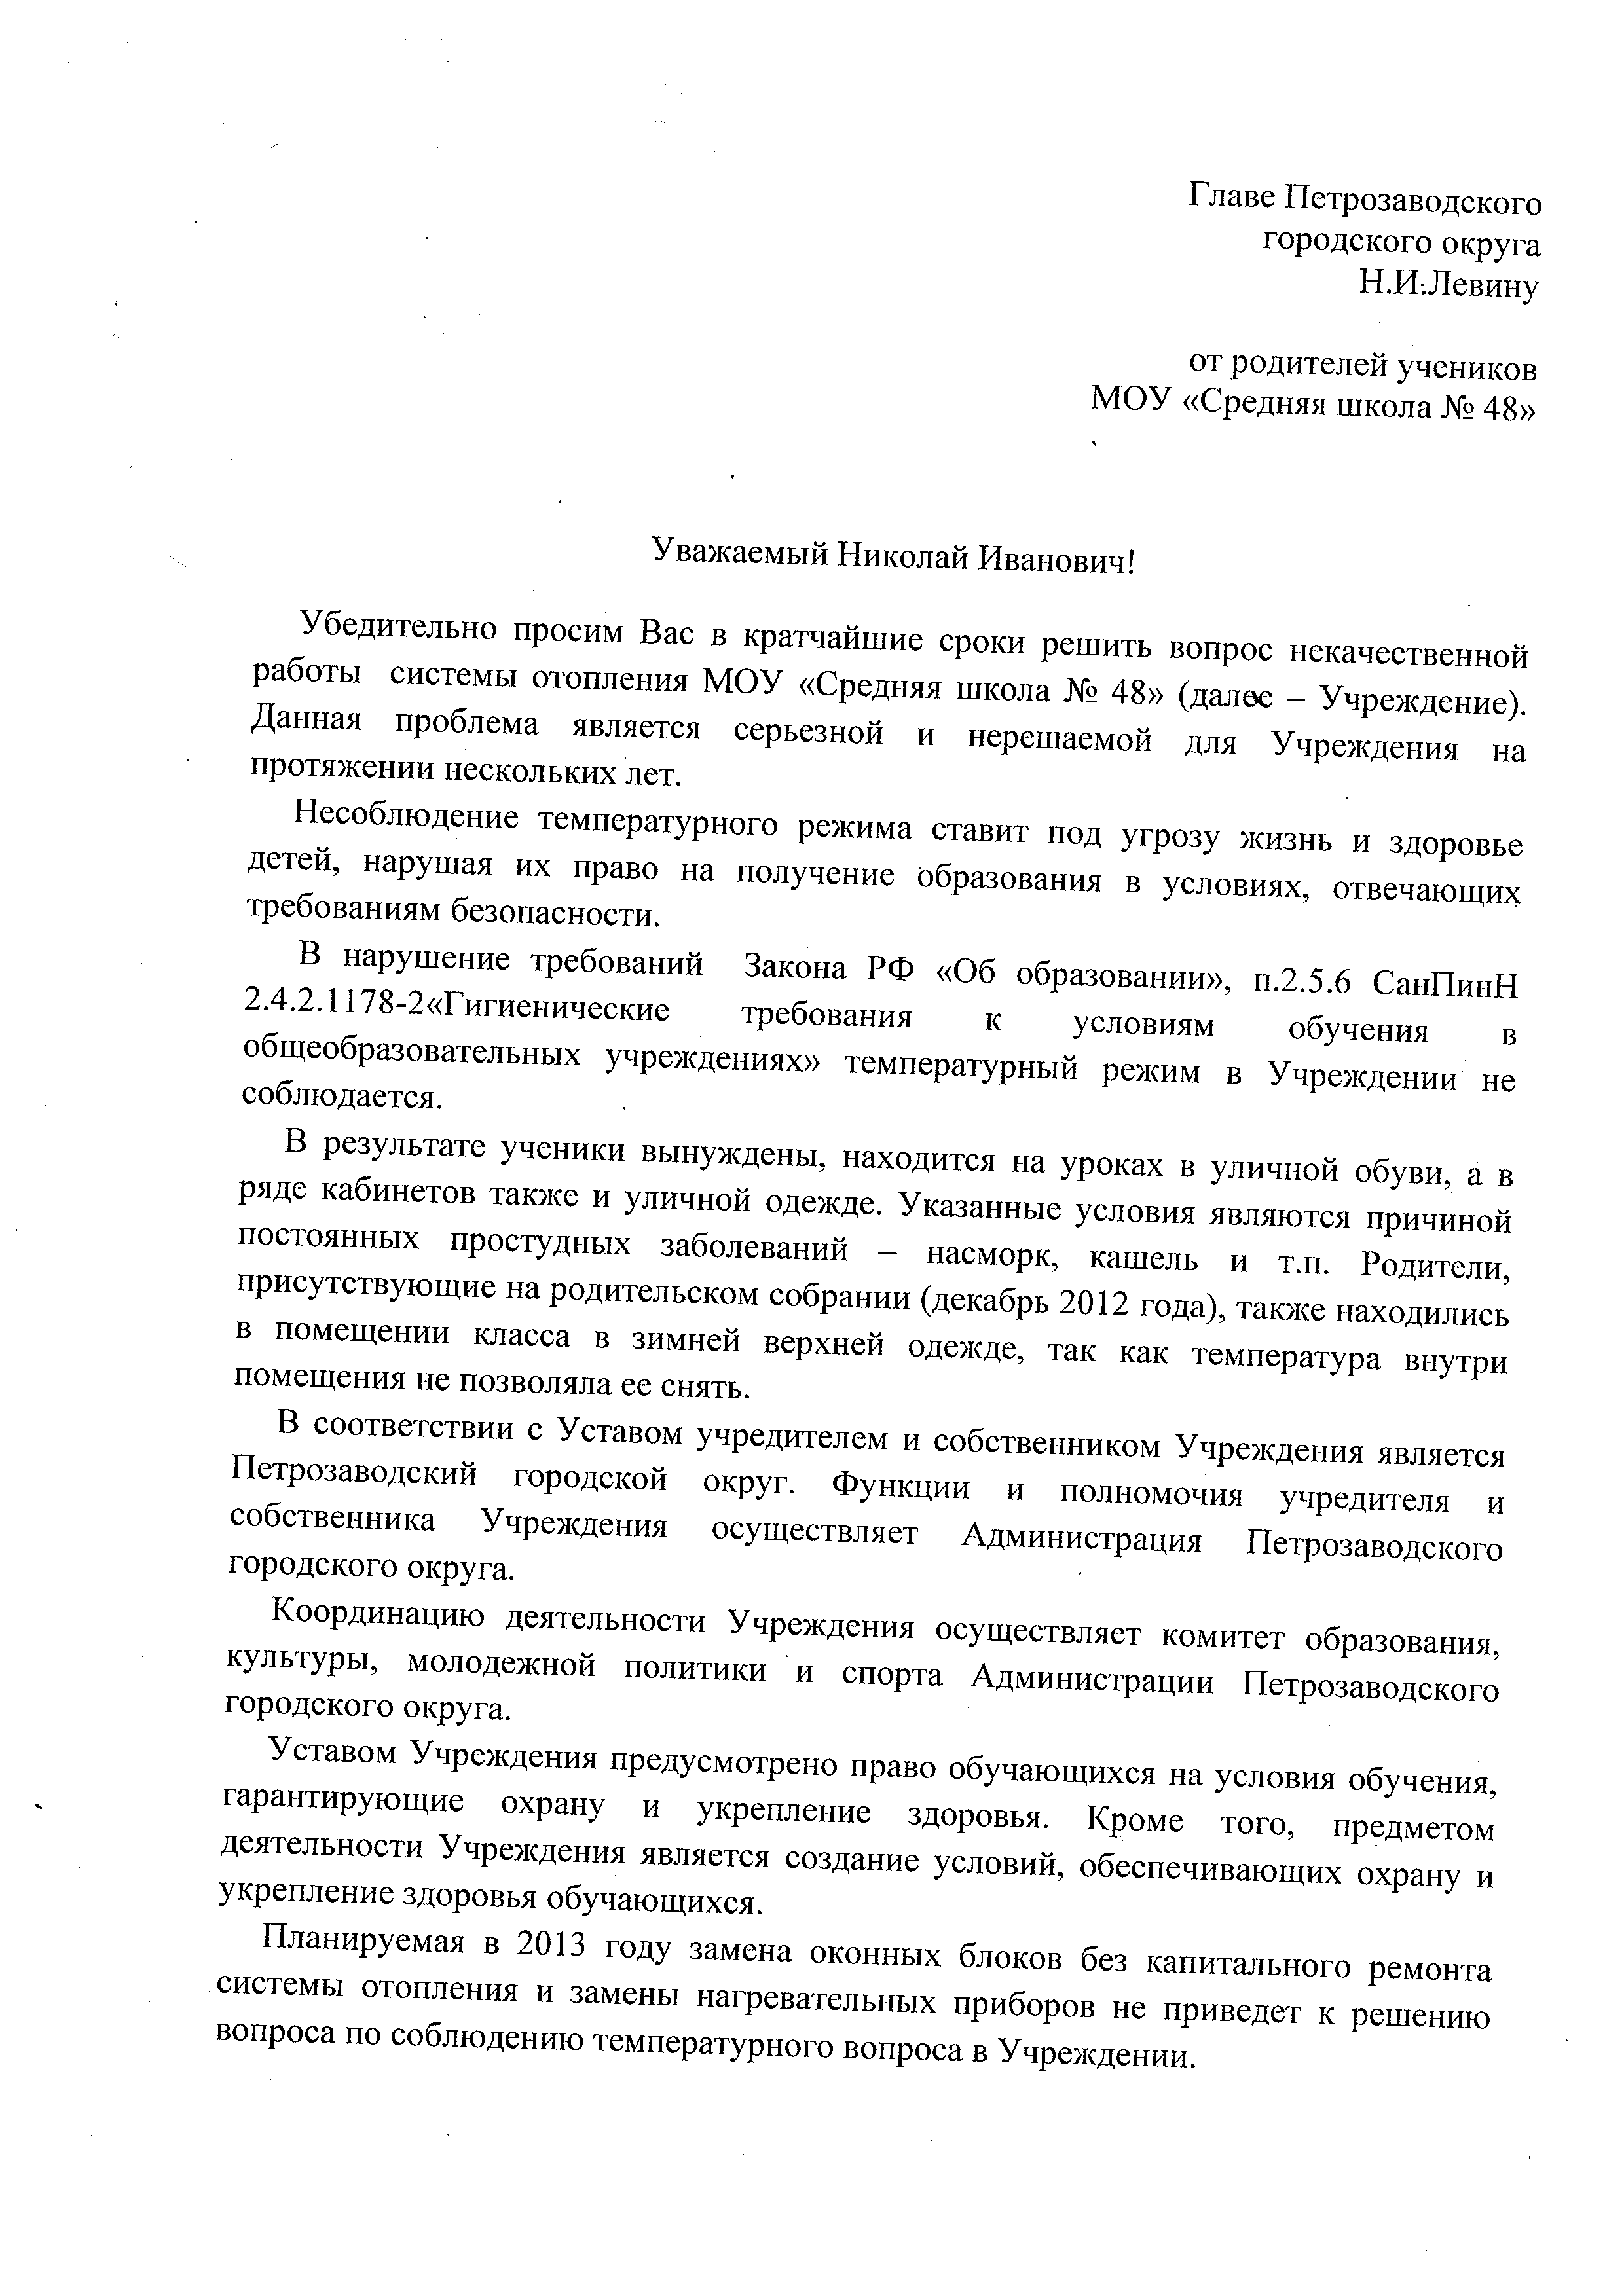 Главе Петрозаводского
городского округа
Н.И.Левину
от родителей учеников
МОУ «Средняя школа № 48»
Уважаемый Николай Иванович!
Убедительно просим Вас в кратчайшие сроки решить вопрос некачественной
работы системы отопления МОУ «Средняя школа № 48» (далее – Учреждение).
Данная проблема является серьезной и нерешаемой для Учреждения на
протяжении нескольких лет.
Несоблюдение температурного режима ставит под угрозу жизнь и здоровье
детей, нарушая их право на получение образования в условиях, отвечающих
требованиям безопасности.
В нарушение требований Закона РФ «Об образовании», п.2.5.6 СанПинН
2.4.2.1178-2«Гигиенические требования к условиям обучения в
общеобразовательных учреждениях» температурный режим в Учреждении не
соблюдается.
В результате ученики вынуждены, находится на уроках в уличной обуви, а в
ряде кабинетов также и уличной одежде. Указанные условия являются причиной
постоянных простудных заболеваний – насморк, кашель и т.п. Родители,
присутствующие на родительском собрании (декабрь 2012 года), также находились
в помещении класса в зимней верхней одежде, так как температура внутри
помещения не позволяла ее снять.
В соответствии с Уставом учредителем и собственником Учреждения является
Петрозаводский городской округ. Функции и полномочия учредителя и
собственника Учреждения осуществляет Администрация Петрозаводского
городского округа.
Координацию деятельности Учреждения осуществляет комитет образования,
культуры, молодежной политики и спорта Администрации Петрозаводского
городского округа.
Уставом Учреждения предусмотрено право обучающихся на условия обучения,
гарантирующие охрану и укрепление здоровья. Кроме того, предметом
деятельности Учреждения является создание условий, обеспечивающих охрану и
укрепление здоровья обучающихся.
Планируемая в 2013 году замена оконных блоков без капитального ремонта
системы отопления и замены нагревательных приборов не приведет к решению
вопроса по соблюдению температурного вопроса в Учреждении.